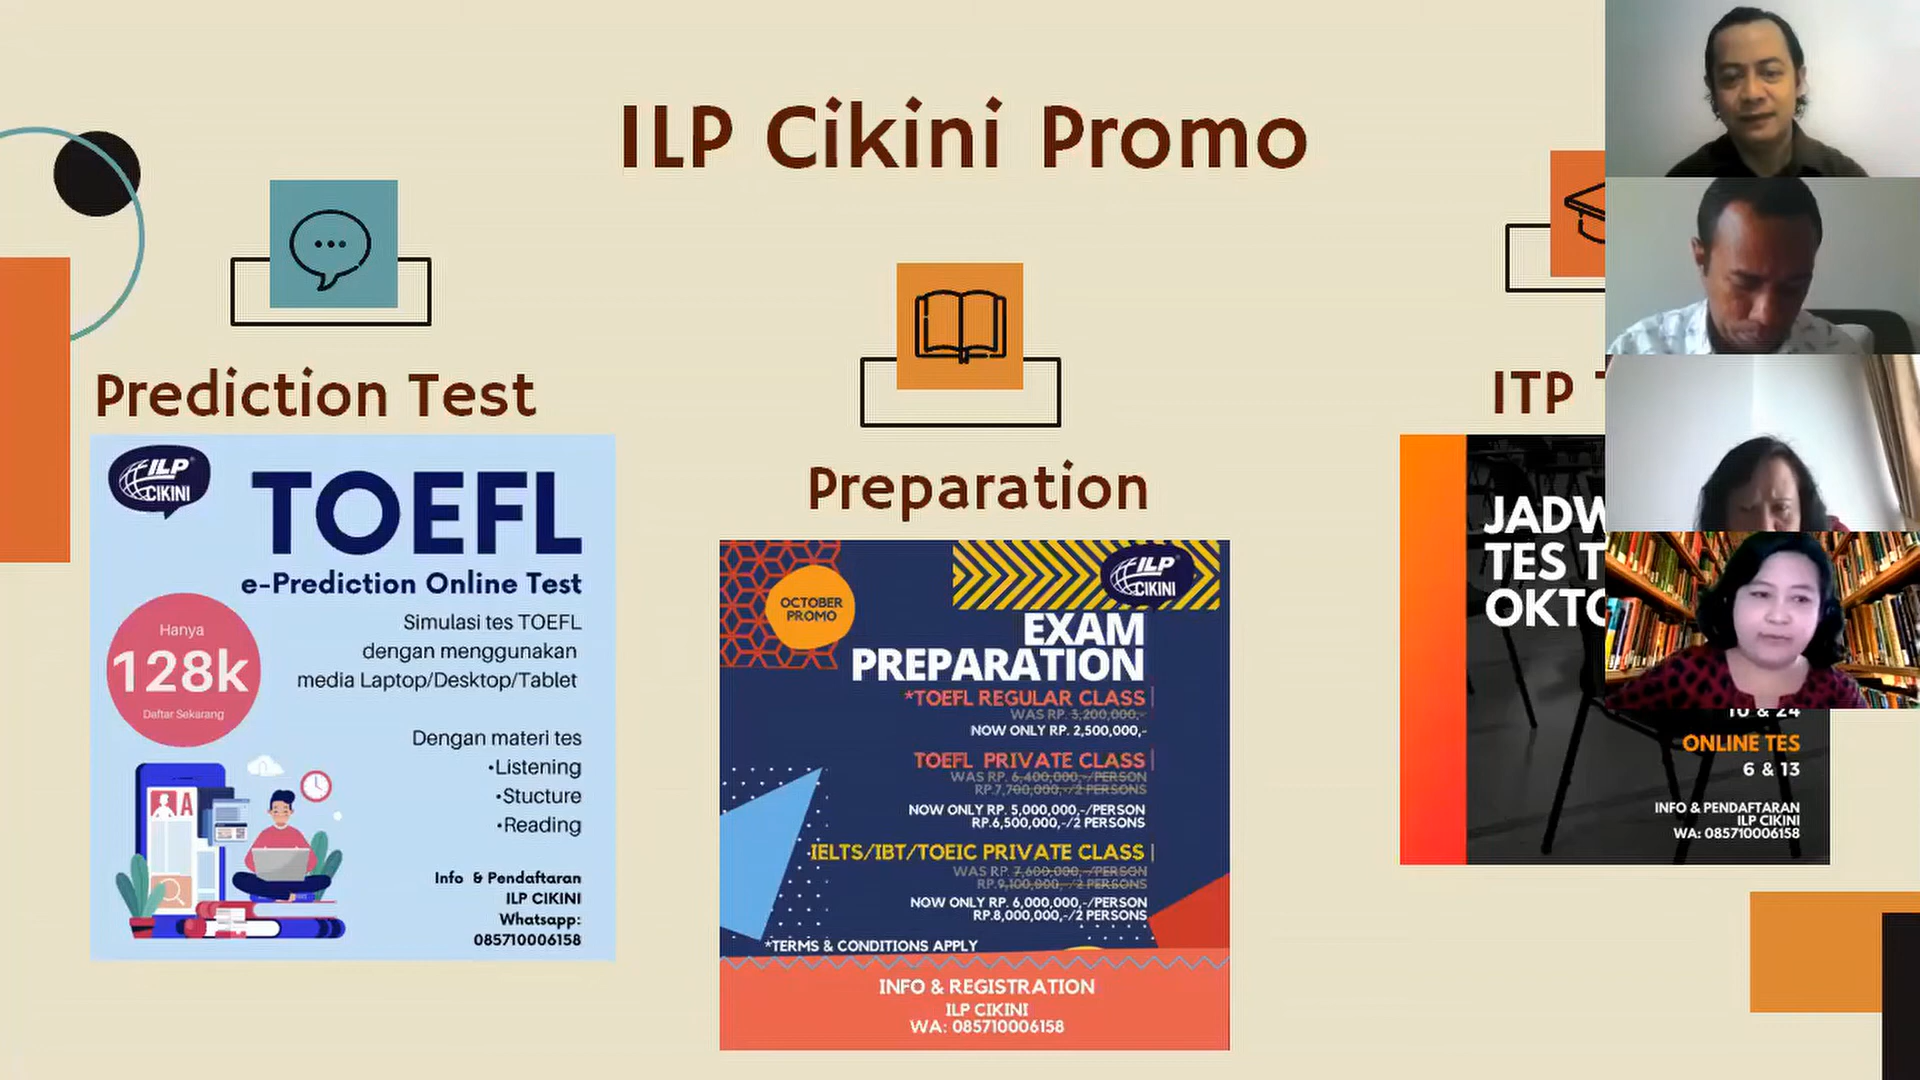 ILP Cikini Promo
Prediction Test
ILP
CIKINI
TOEFL
e-Prediction Online Test
Simulasi tes TOEFL
dengan menggunakan
media Laptop/Desktop/Tablet
Hanya
128k
Daftar Sekarang
Dengan materi tes
•Listening
•Stucture
•Reading
Info & Pendaftaran
ILP CIKINI
Whatsapp:
085710006158
Preparation
OCTOBER
PROMO
ILP
CIKINI
EXAM
PREPARATION
*TOEFL REGULAR CLASS |
WAS RP. 3,200,000,-
NOW ONLY RP. 2,500,000,-
TOEFL PRIVATE CLASS |
WAS RP. 6,400,000,-/PERSON
RP.7,700,000,-/2 PERSONS
NOW ONLY RP. 5,000,000,-/PERSON
RP.6,500,000,-/2 PERSONS
IELTS/IBT/TOEIC PRIVATE CLASS |
WAS RP. 7,600,000,-/PERSON
RP.9,100,000,-/2 PERSONS
NOW ONLY RP. 6,000,000,-/PERSON
RP.8,000,000,-/2 PERSONS
*TERMS & CONDITIONS APPLY
INFO & REGISTRATION
ILP CIKINI
WA: 085710006158
ITP
TES
10 & 24
ONLINE TES
6 & 13
INFO & PENDAFTARAN
ILP CIKINI
WA: 085710006158